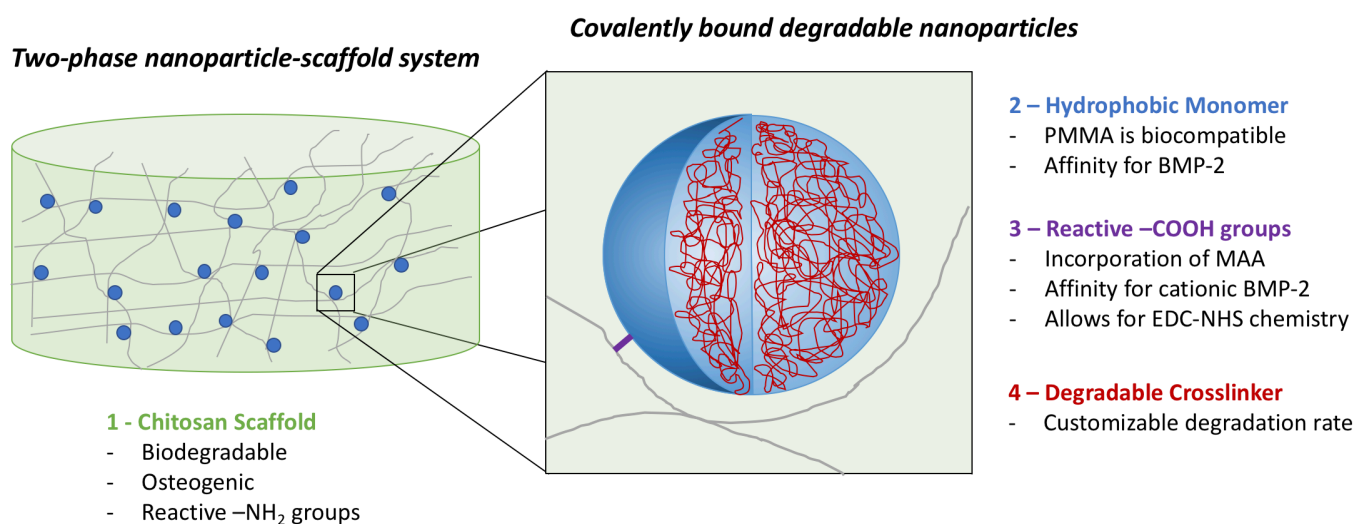 Two-phase nanoparticle-scaffold system
Covalently bound degradable nanoparticles
1 - Chitosan Scaffold
- Biodegradable
- Osteogenic
- Reactive –NH₂ groups
2 – Hydrophobic Monomer
- PMMA is biocompatible
- Affinity for BMP-2
3 – Reactive –COOH groups
- Incorporation of MAA
- Affinity for cationic BMP-2
- Allows for EDC-NHS chemistry
4 – Degradable Crosslinker
- Customizable degradation rate